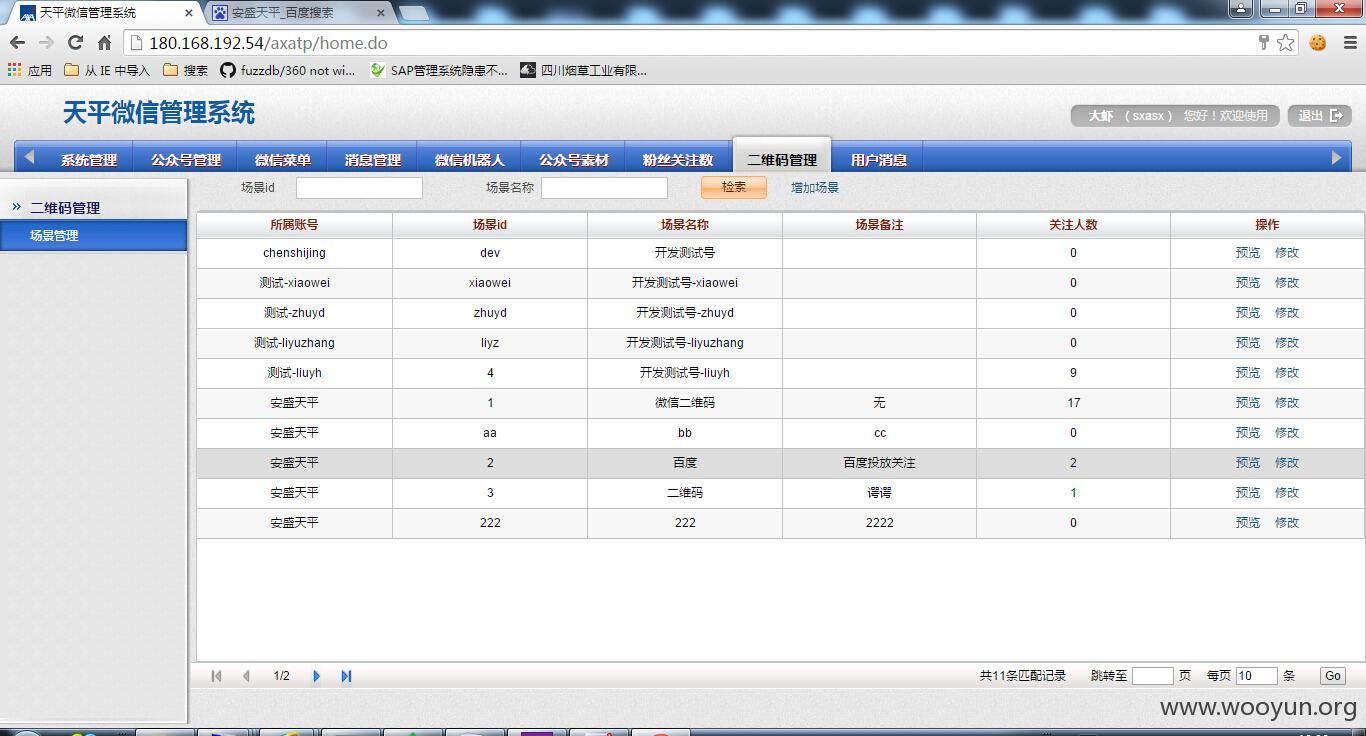 天平微信管理系统
安盛天平_百度搜索
180.168.192.54/axatp/home.do
应用 从 IE 中导入 搜索 fuzzdb/360 not wi... SAP管理系统隐患不... 四川烟草工业有限...
天平微信管理系统
大虾 （sxasx ） 您好！欢迎使用 退出
系统管理 公众号管理 微信菜单 消息管理 微信机器人 公众号素材 粉丝关注数 二维码管理 用户消息
» 二维码管理
场景管理
场景id 场景名称 检索 增加场景
所属账号 场景id 场景名称 场景备注 关注人数 操作
chenshijing dev 开发测试号 0 预览 修改
测试-xiaowei xiaowei 开发测试号-xiaowei 0 预览 修改
测试-zhuyd zhuyd 开发测试号-zhuyd 0 预览 修改
测试-liyuzhang liyz 开发测试号-liyuzhang 0 预览 修改
测试-liuyh 4 开发测试号-liuyh 9 预览 修改
安盛天平 1 微信二维码 无 17 预览 修改
安盛天平 aa bb cc 0 预览 修改
安盛天平 2 百度 百度投放关注 2 预览 修改
安盛天平 3 二维码 谔谔 1 预览 修改
安盛天平 222 222 2222 0 预览 修改
1/2 共11条匹配记录 跳转至 页 每页 10 条 Go
www.wooyun.org